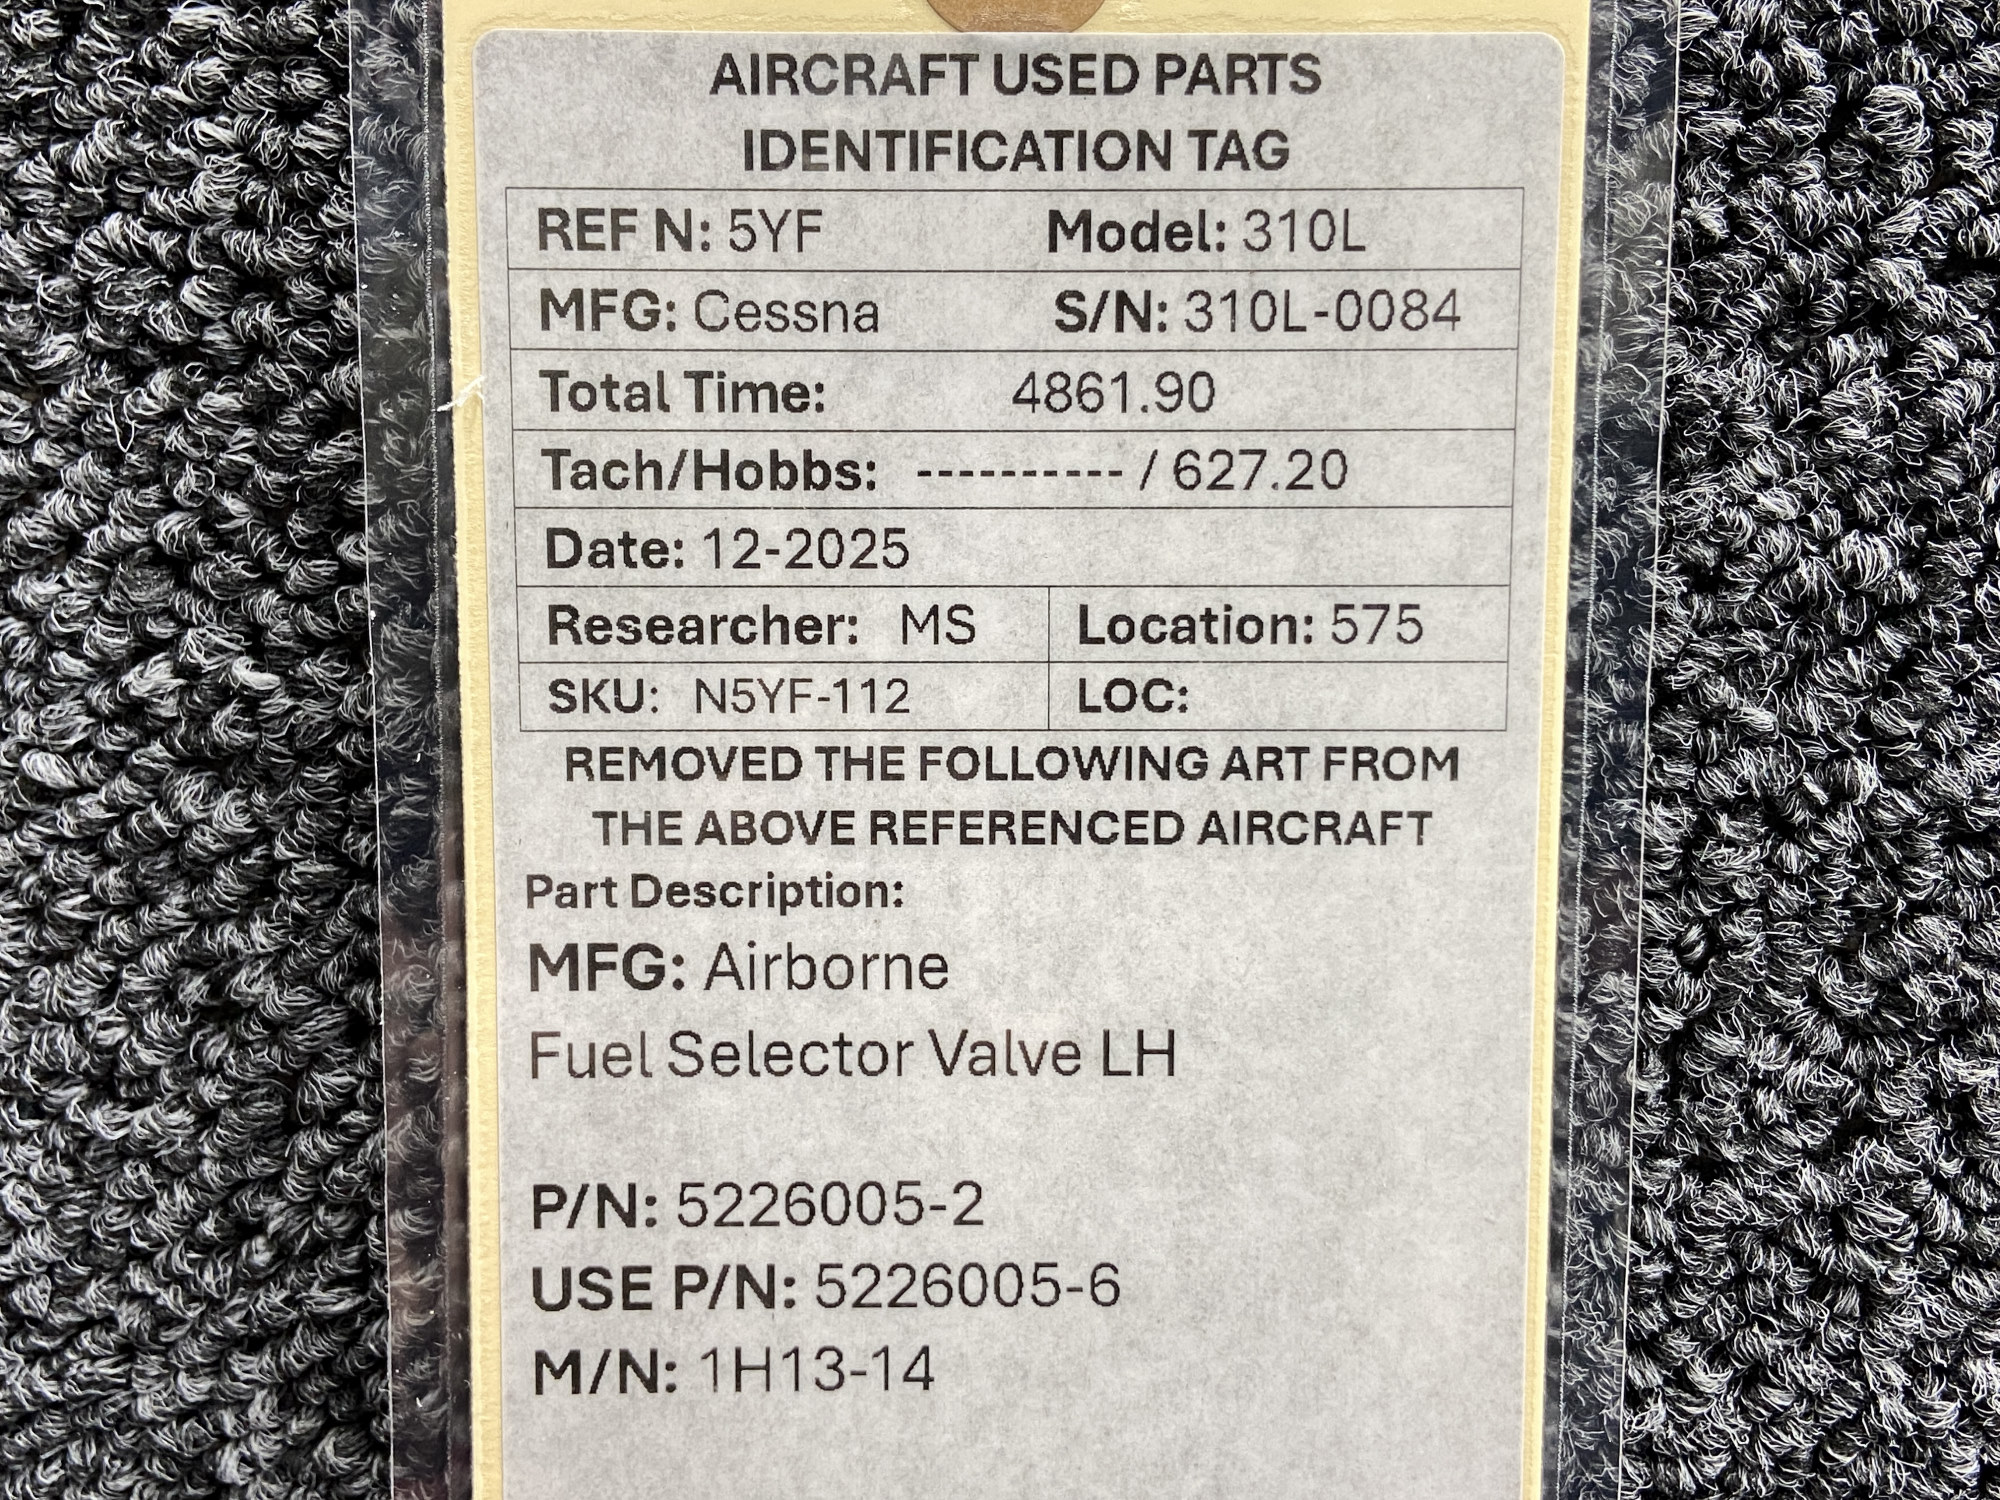 AIRCRAFT USED PARTS
IDENTIFICATION TAG
REF N: 5YF Model: 310L
MFG: Cessna S/N: 310L-0084
Total Time: 4861.90
Tach/Hobbs: ---------- / 627.20
Date: 12-2025
Researcher: MS Location: 575
SKU: N5YF-112 LOC:
REMOVED THE FOLLOWING ART FROM
THE ABOVE REFERENCED AIRCRAFT
Part Description:
MFG: Airborne
Fuel Selector Valve LH
P/N: 5226005-2
USE P/N: 5226005-6
M/N: 1H13-14